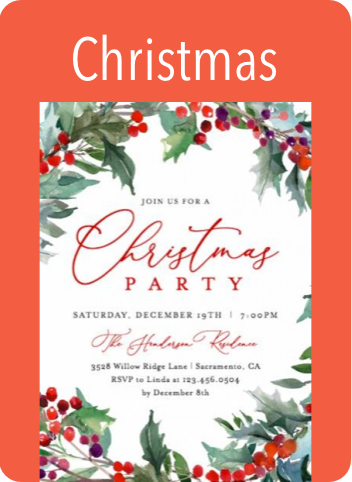 Christmas
JOIN US FOR A
Christmas
PARTY
SATURDAY, DECEMBER 19TH | 7:00PM
The Henderson Residence
3528 Willow Ridge Lane | Sacramento, CA
RSVP to Linda at 123.456.0504
by December 8th